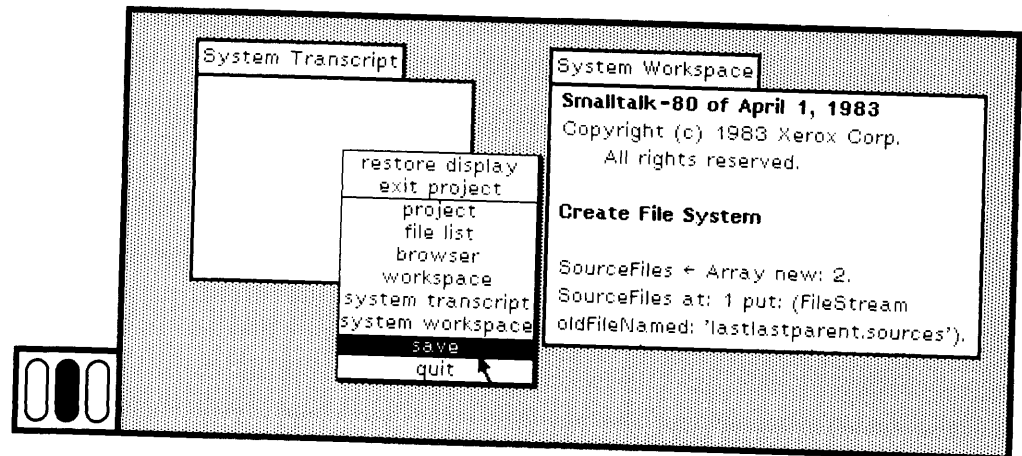 System Transcript
restore display
exit project
project
file list
browser
workspace
system transcript
system workspace
save
quit
System Workspace
Smalltalk-80 of April 1, 1983
Copyright (c) 1983 Xerox Corp.
All rights reserved.
Create File System
SourceFiles ← Array new: 2.
SourceFiles at: 1 put: (FileStream
oldFileNamed: 'lastlastparent.sources').